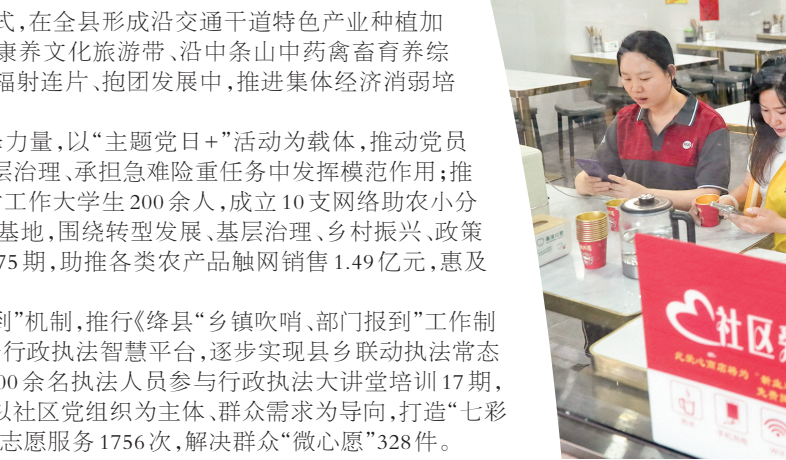 式，在全县形成沿交通干道特色产业种植加
康养文化旅游带、沿中条山中药禽畜育养综
辐射连片、抱团发展中，推进集体经济消弱培
力量，以“主题党日+”活动为载体，推动党员
层治理、承担急难险重任务中发挥模范作用；推
工作大学生200余人，成立10支网络助农小分
基地，围绕转型发展、基层治理、乡村振兴、政策
75期，助推各类农产品触网销售1.49亿元，惠及
到”机制，推行《绛县“乡镇吹哨、部门报到”工作制
行政执法智慧平台，逐步实现县乡联动执法常态
00余名执法人员参与行政执法大讲堂培训17期，
以社区党组织为主体、群众需求为导向，打造“七彩
志愿服务1756次，解决群众“微心愿”328件。
社区